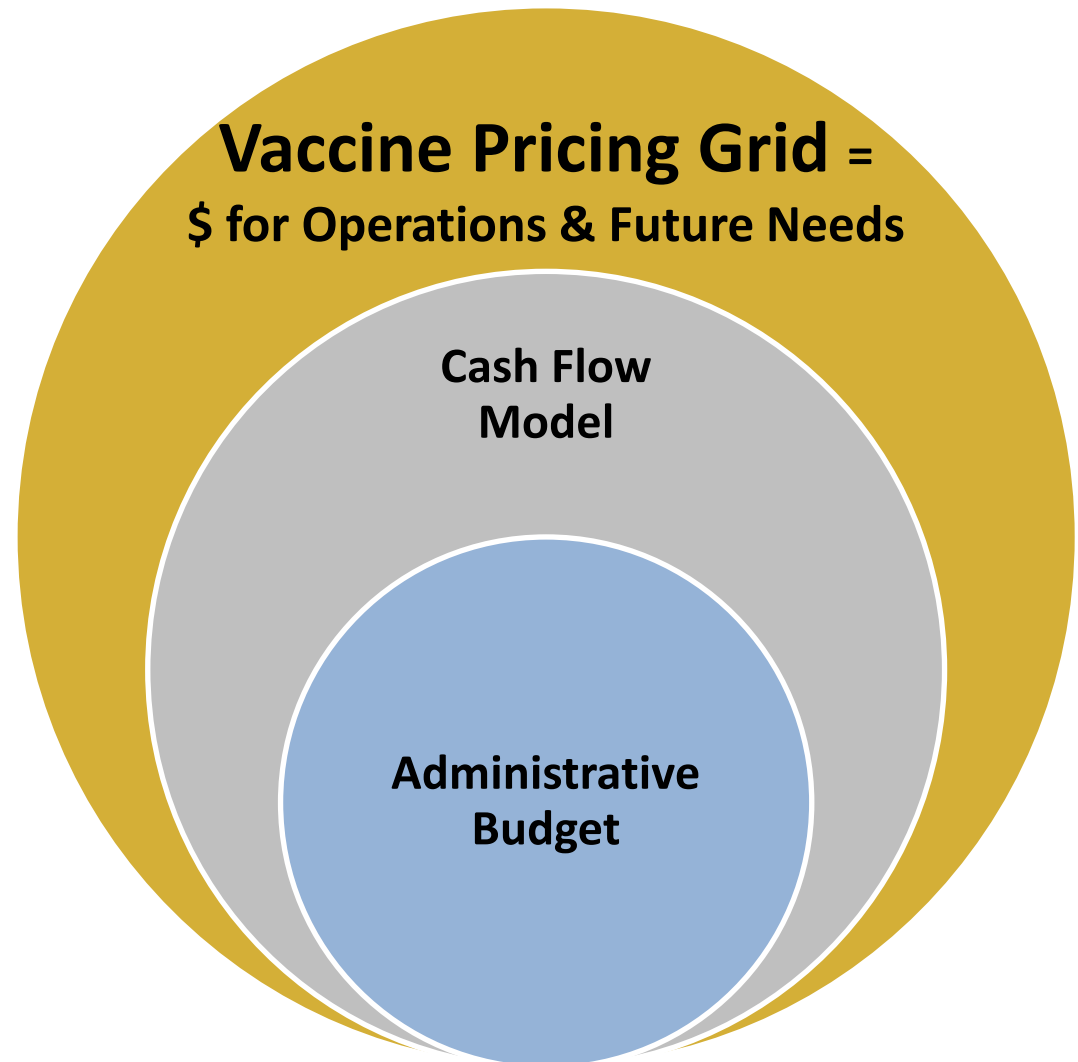 Vaccine Pricing Grid =
$ for Operations & Future Needs
Cash Flow
Model
Administrative
Budget